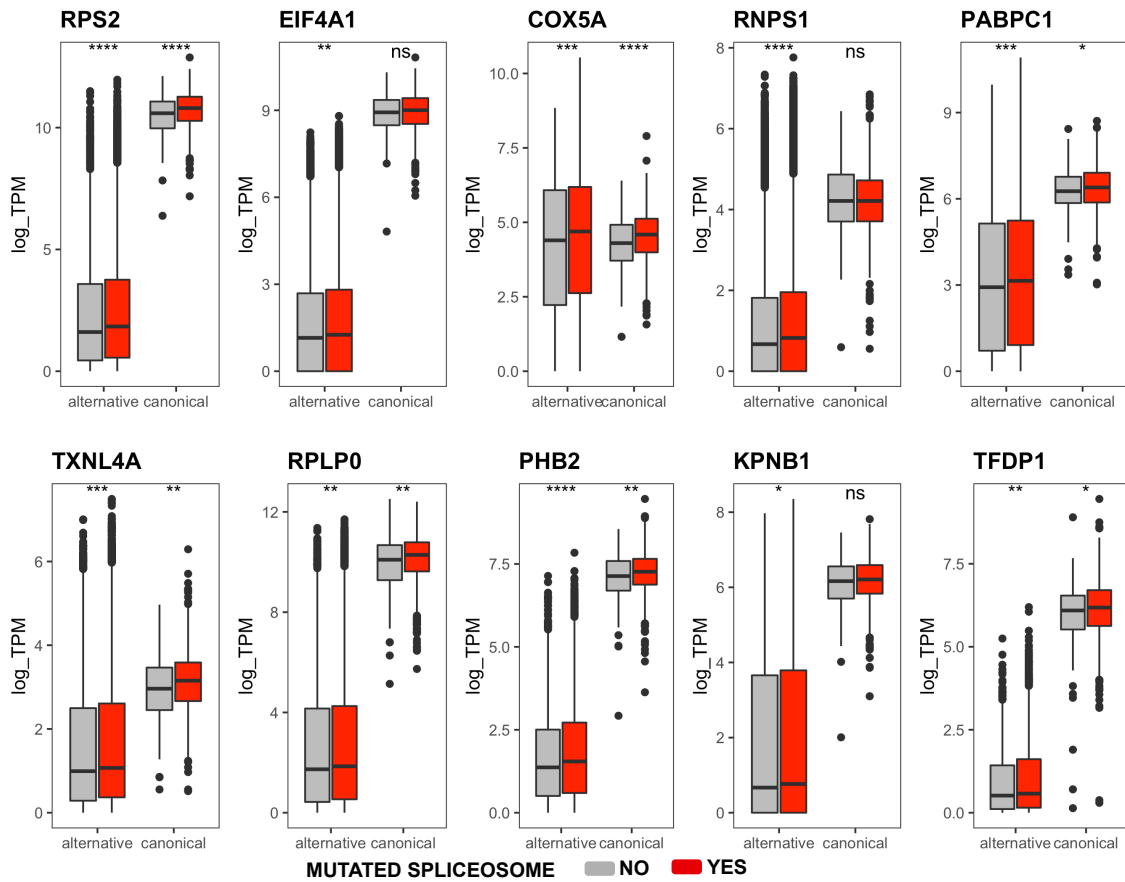 RPS2 EIF4A1 COX5A RNPS1 PABPC1
**** **** ** ns *** **** **** ns *** *
log_TPM log_TPM log_TPM log_TPM log_TPM
10 5 0
9 6 3 0
10.0 7.5 5.0 2.5 0.0
8 6 4 2 0
9 6 3 0
alternative canonical alternative canonical alternative canonical alternative canonical alternative canonical
TXNL4A RPLP0 PHB2 KPNB1 TFDP1
*** ** ** ** **** ** * ns ** *
log_TPM log_TPM log_TPM log_TPM log_TPM
6 4 2 0
12 8 4 0
7.5 5.0 2.5 0.0
8 6 4 2 0
7.5 5.0 2.5 0.0
alternative canonical alternative canonical alternative canonical alternative canonical alternative canonical
MUTATED SPLICEOSOME NO YES